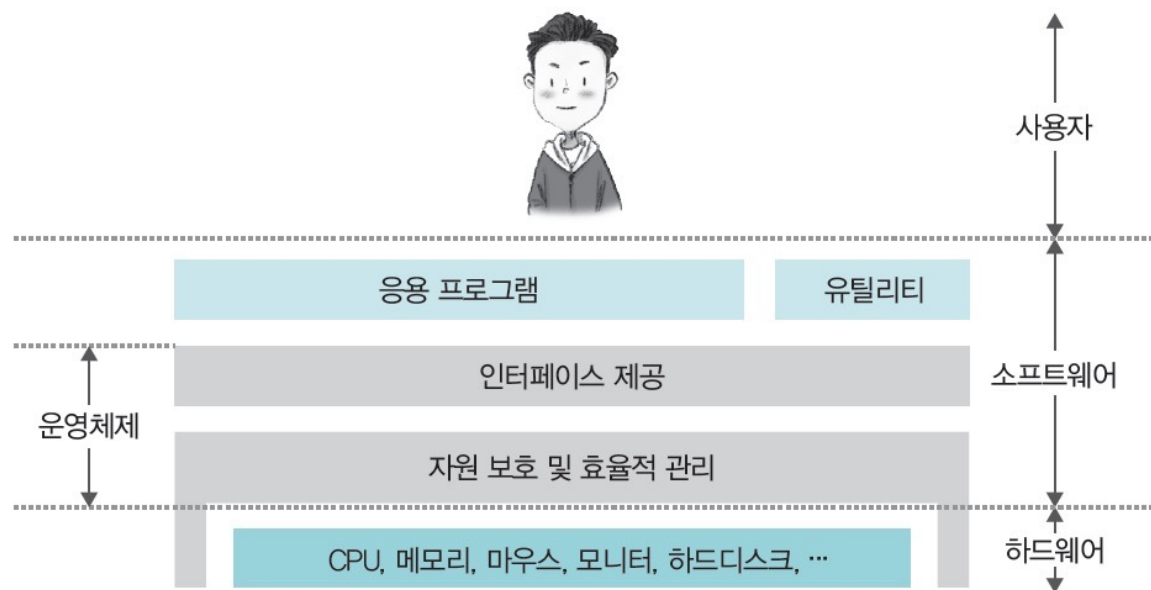 사용자
응용 프로그램
유틸리티
인터페이스 제공
소프트웨어
운영체제
자원 보호 및 효율적 관리
하드웨어
CPU, 메모리, 마우스, 모니터, 하드디스크, …